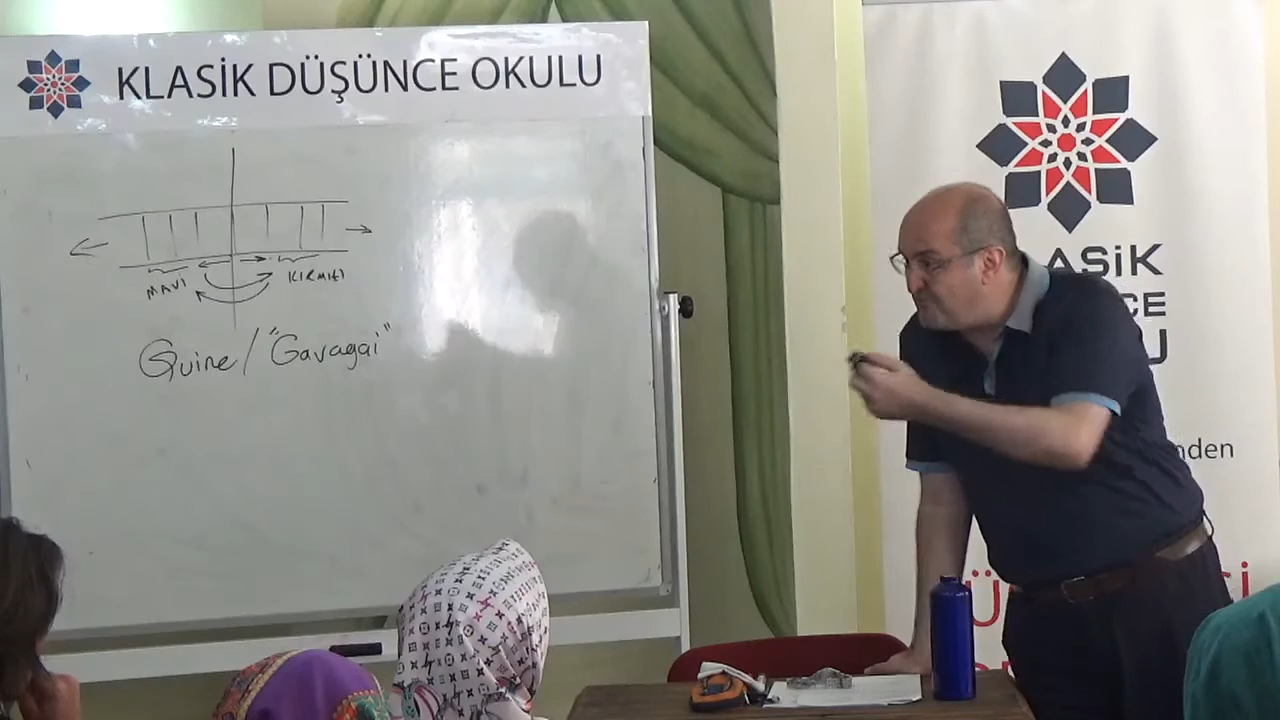 KLASİK DÜŞÜNCE OKULU
MAVI
KIRMIZI
Quine / "Gavagai"
ASİK
CE
U
nden